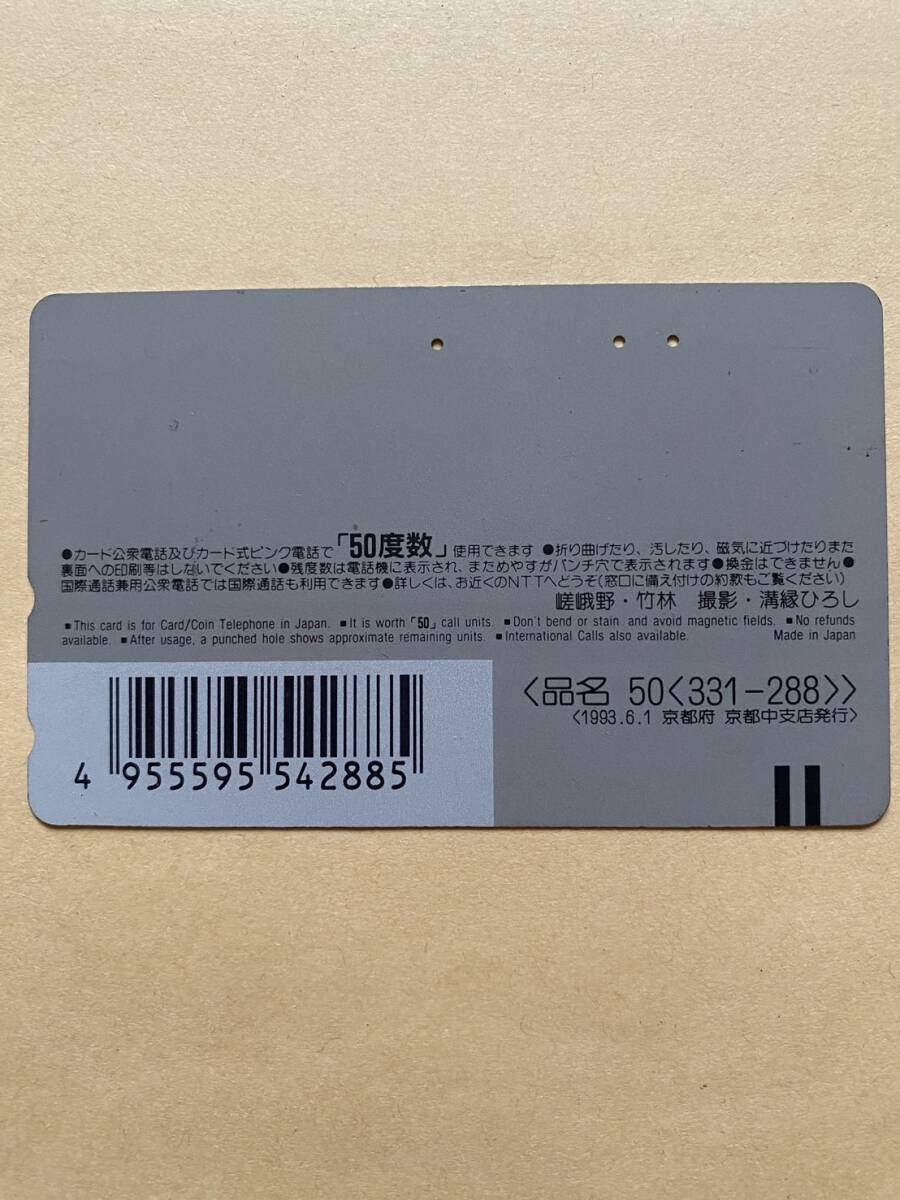 ●カード公衆電話及びカード式ピンク電話で「50度数」使用できます ●折り曲げたり、汚したり、磁気に近づけたりまた
裏面への印刷等はしないでください●残度数は電話機に表示され、まためやすがパンチ穴で表示されます●換金はできません●
国際通話兼用公衆電話では国際通話も利用できます●詳しくは、お近くのNTTへどうぞ(窓口に備え付けの約款もご覧ください)
嵯峨野・竹林 撮影・溝縁ひろし
■This card is for Card/Coin Telephone in Japan. ■It is worth「50」call units. ■Don't bend or stain and avoid magnetic fields. ■No refunds
available. ■After usage, a punched hole shows approximate remaining units. ■International Calls also available. Made in Japan
〈品名 50〈331-288〉〉
〈1993.6.1 京都府 京都中支店発行〉
4 955595 542885